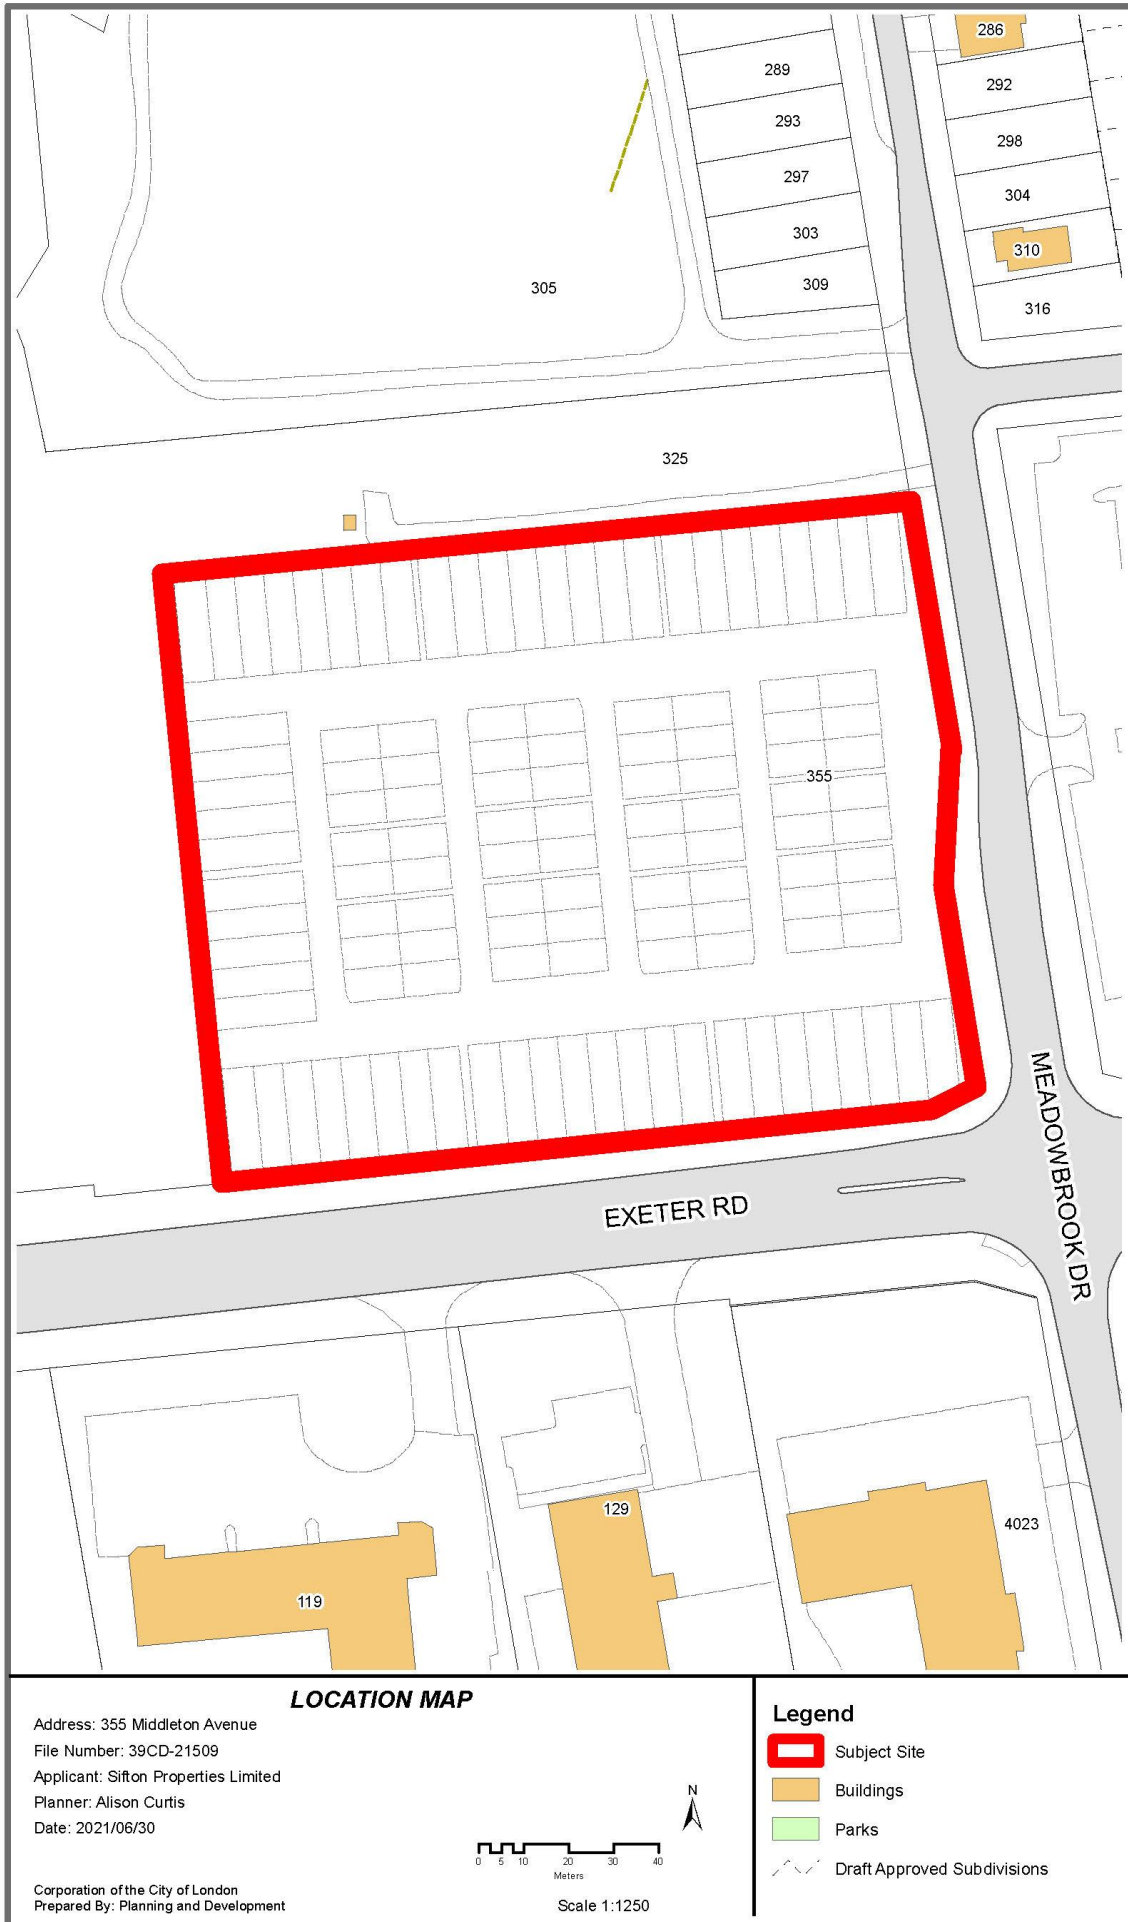 286
289
292
293
298
297
304
303
310
305
309
316
325
355
MEADOWBROOK DR
EXETER RD
129
4023
119
LOCATION MAP
Address: 355 Middleton Avenue
File Number: 39CD-21509
Applicant: Sifton Properties Limited
Planner: Alison Curtis
Date: 2021/06/30
Corporation of the City of London
Prepared By: Planning and Development
N
0 5 10 20 30 40
Meters
Scale 1:1250
Legend
Subject Site
Buildings
Parks
Draft Approved Subdivisions